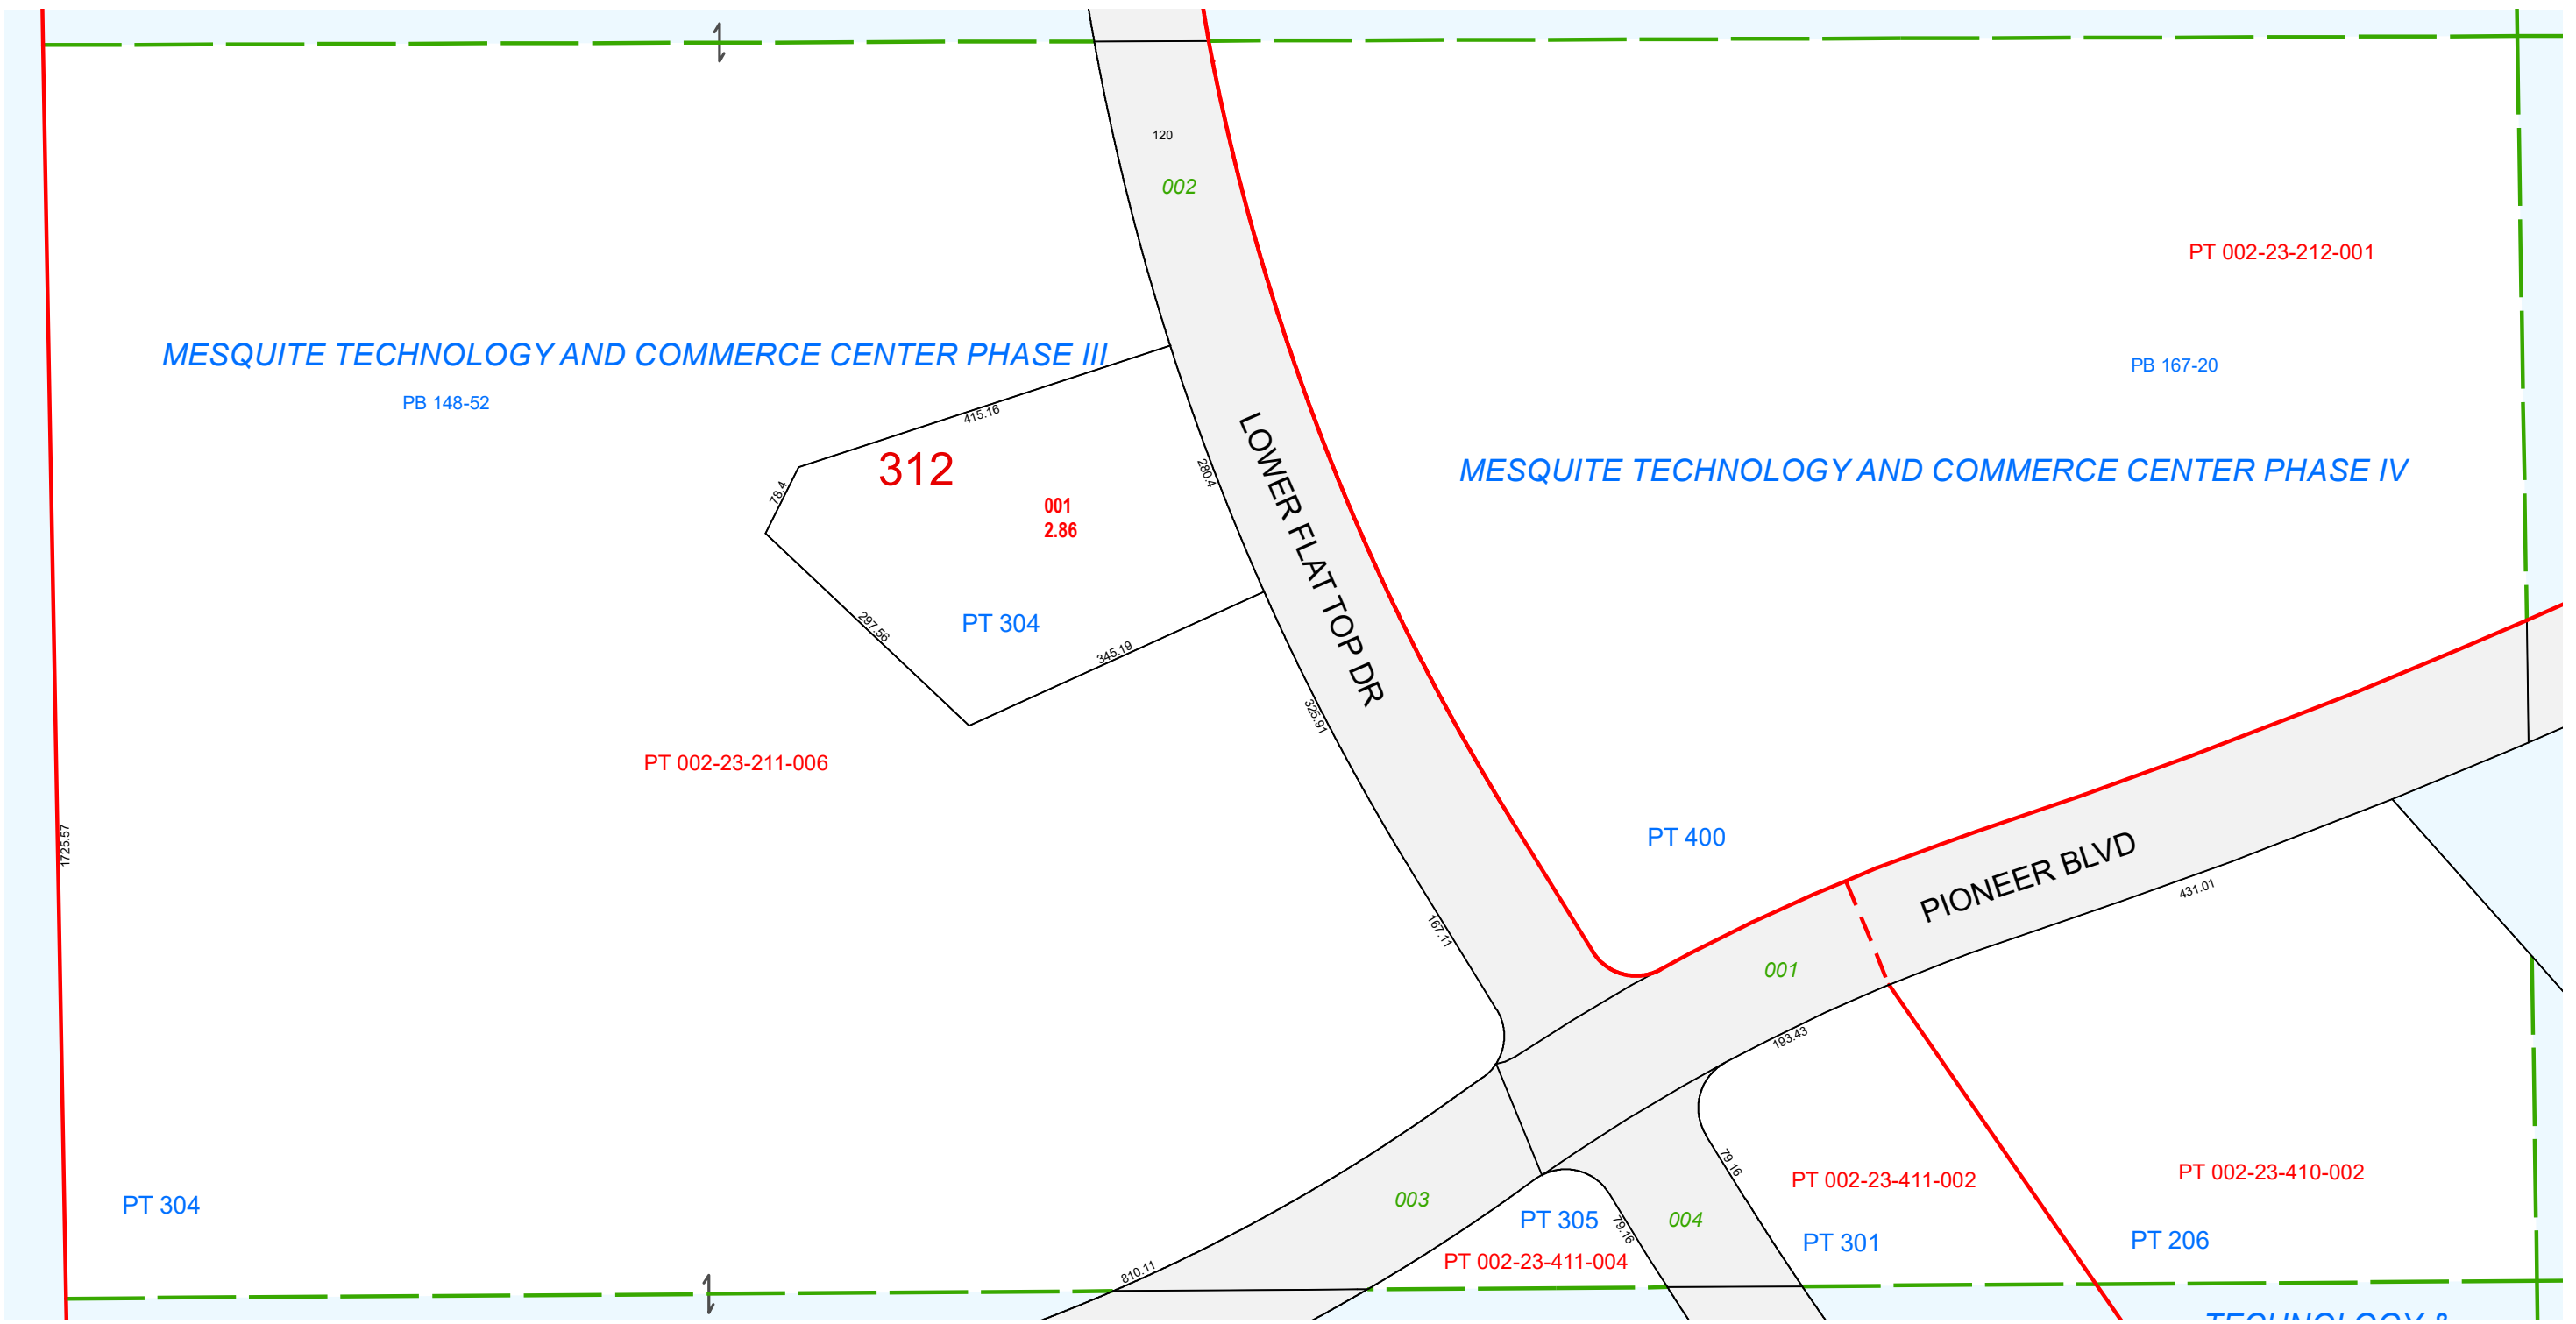 120
002
PT 002-23-212-001
MESQUITE TECHNOLOGY AND COMMERCE CENTER PHASE III
PB 148-52
PB 167-20
415.16
312
78.4
001
2.86
280.4
LOWER FLAT TOP DR
MESQUITE TECHNOLOGY AND COMMERCE CENTER PHASE IV
297.56
PT 304
345.19
325.91
PT 002-23-211-006
1725.57
PT 400
PIONEER BLVD
431.01
167.11
001
193.43
79.16
PT 002-23-411-002
PT 002-23-410-002
PT 304
003
PT 305
79.16
004
PT 301
PT 206
PT 002-23-411-004
810.11
TECHNOLOGY &